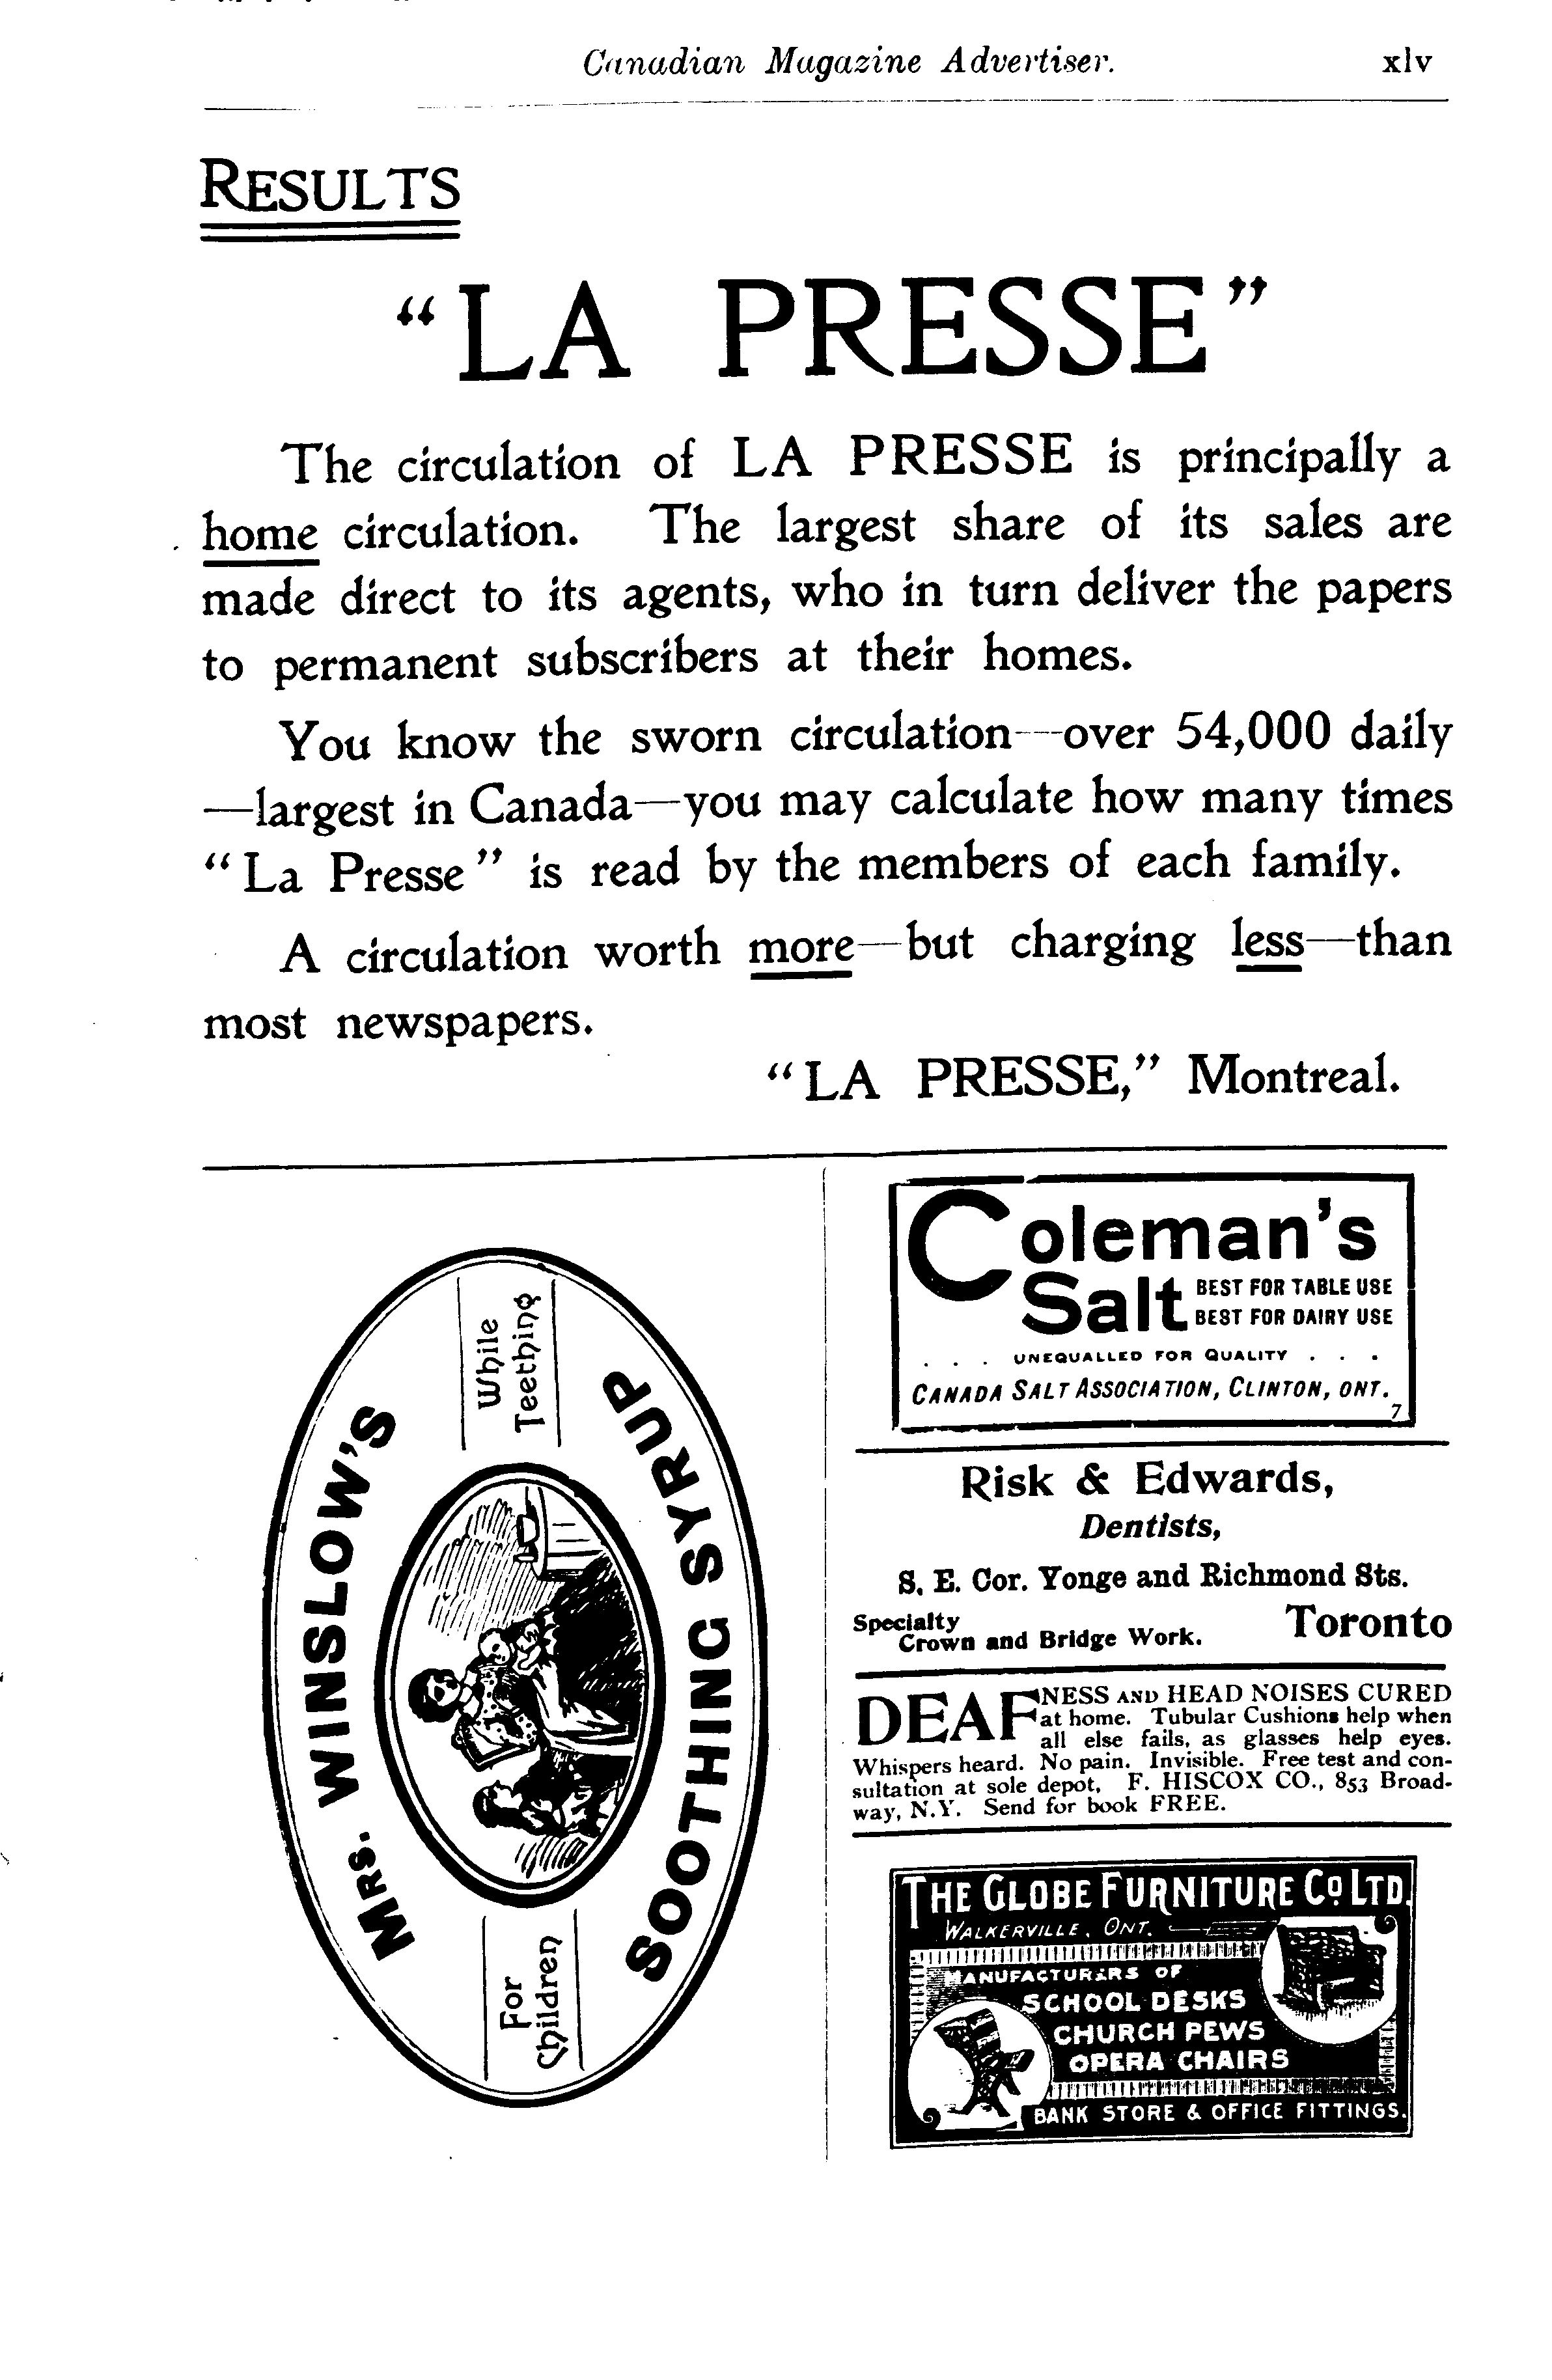 Canadian Magazine Advertiser. xlv
RESULTS
“LA PRESSE”
The circulation of LA PRESSE is principally a
home circulation. The largest share of its sales are
made direct to its agents, who in turn deliver the papers
to permanent subscribers at their homes.
You know the sworn circulation—over 54,000 daily
—largest in Canada—you may calculate how many times
“La Presse” is read by the members of each family.
A circulation worth more—but charging less—than
most newspapers.
“LA PRESSE,” Montreal.
MRS. WINSLOW'S
SOOTHING SYRUP
For
Children
While
Teething
Coleman's
Salt BEST FOR TABLE USE
BEST FOR DAIRY USE
. . . UNEQUALLED FOR QUALITY . . .
CANADA SALT ASSOCIATION, CLINTON, ONT.
7
Risk & Edwards,
Dentists,
S. E. Cor. Yonge and Richmond Sts.
Specialty
Crown and Bridge Work. Toronto
DEAFNESS AND HEAD NOISES CURED
at home. Tubular Cushions help when
all else fails, as glasses help eyes.
Whispers heard. No pain. Invisible. Free test and con-
sultation at sole depot, F. HISCOX CO., 853 Broad-
way, N.Y. Send for book FREE.
THE GLOBE FURNITURE CO LTD.
WALKERVILLE, ONT.
MANUFACTURERS OF
SCHOOL DESKS
CHURCH PEWS
OPERA CHAIRS
BANK STORE & OFFICE FITTINGS.